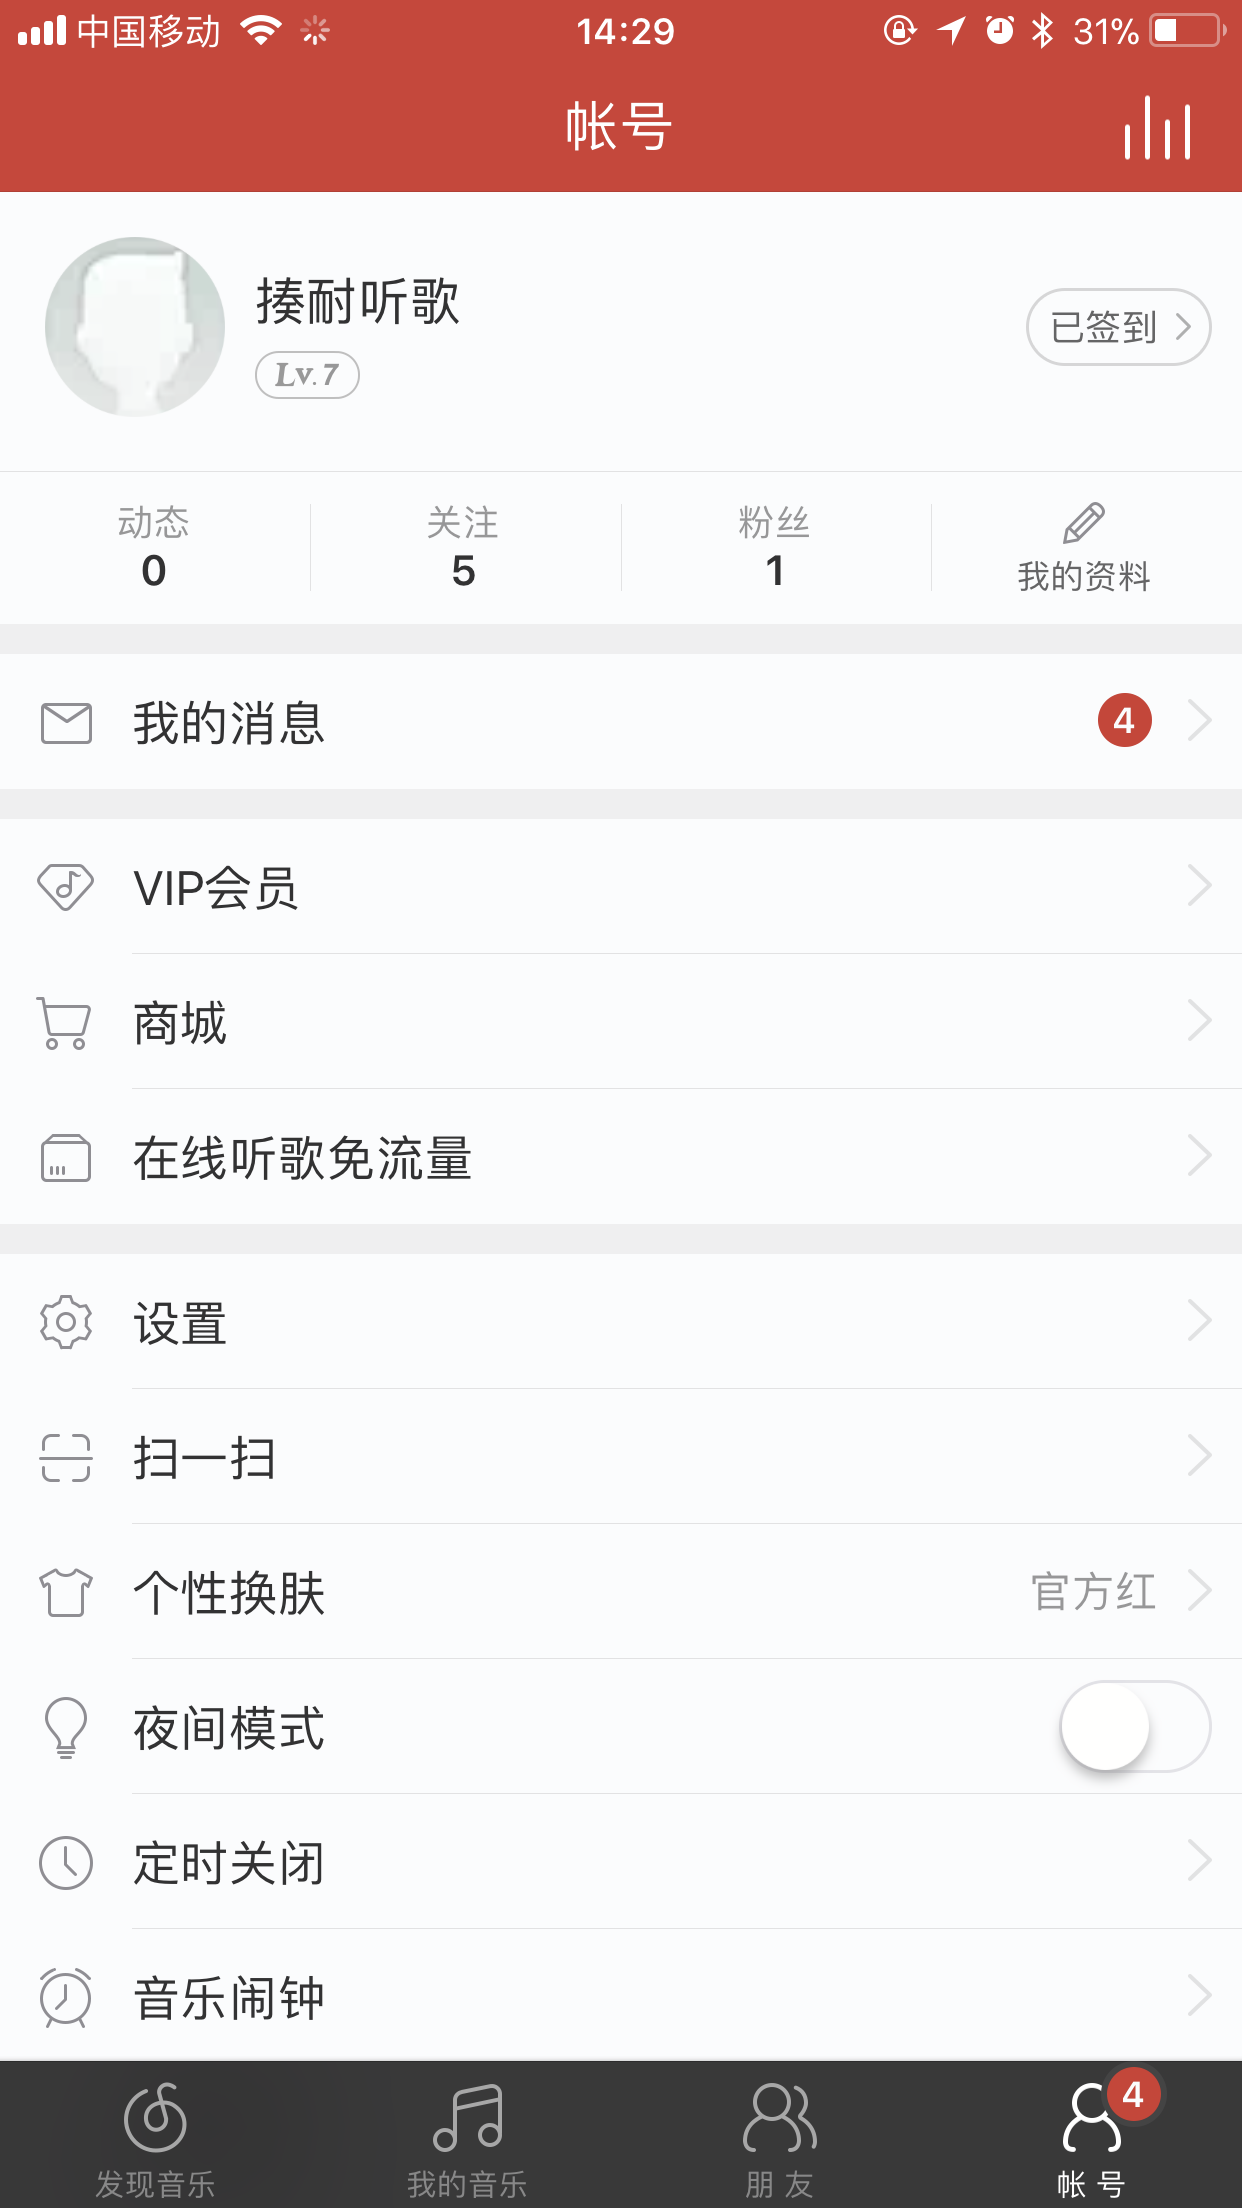 中国移动 14:29 31%
帐号
揍耐听歌
Lv.7
已签到
动态 关注 粉丝
0 5 1 我的资料
我的消息 4
VIP会员
商城
在线听歌免流量
设置
扫一扫
个性换肤 官方红
夜间模式
定时关闭
音乐闹钟
4
发现音乐 我的音乐 朋友 帐号